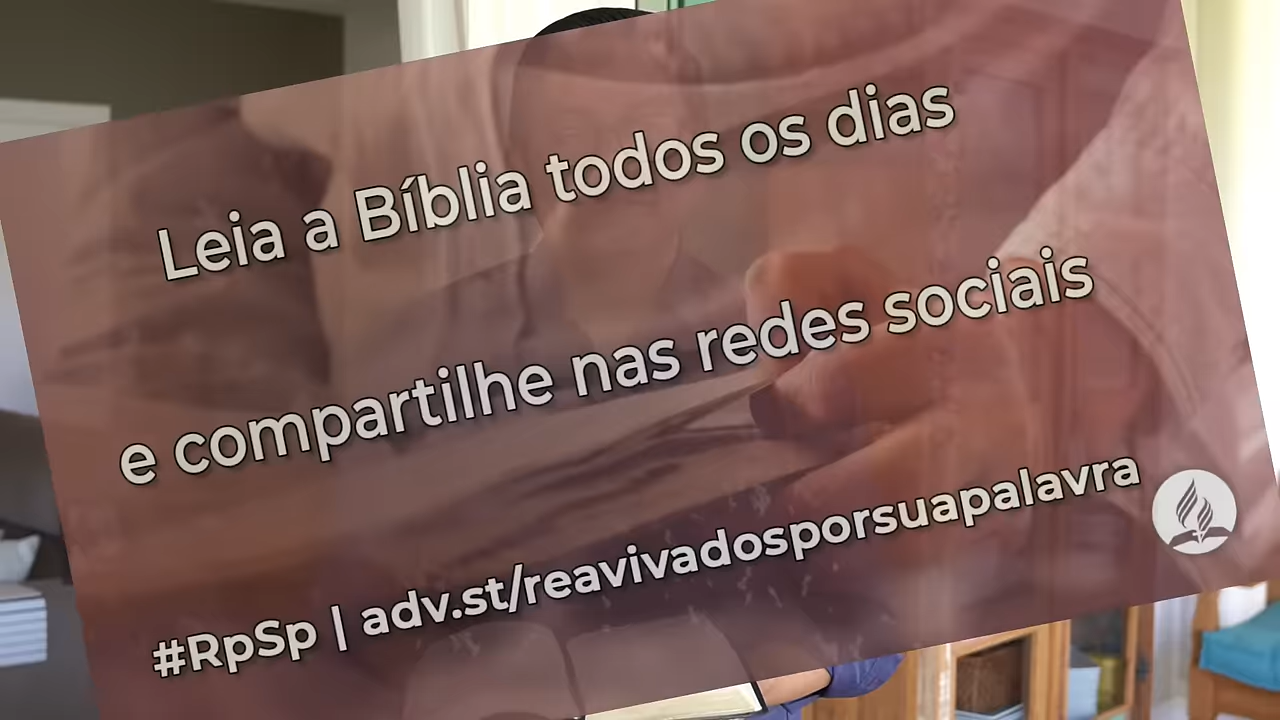 Leia a Bíblia todos os dias
e compartilhe nas redes sociais
#RpSp | adv.st/reavivadosporsuapalavra